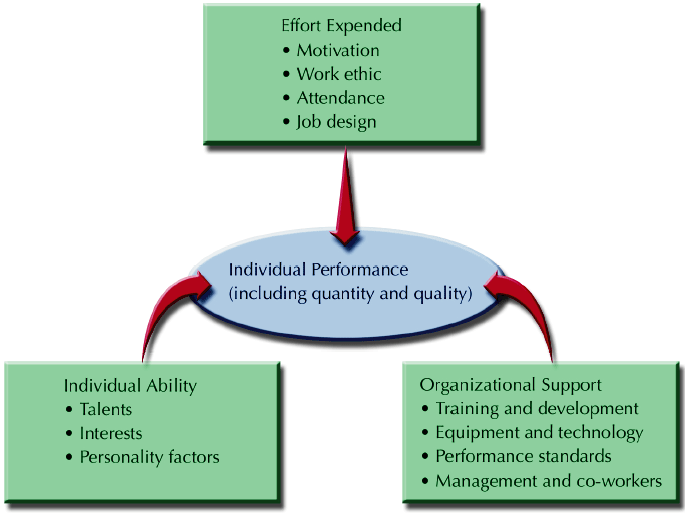 Effort Expended
• Motivation
• Work ethic
• Attendance
• Job design
Individual Performance
(including quantity and quality)
Individual Ability
• Talents
• Interests
• Personality factors
Organizational Support
• Training and development
• Equipment and technology
• Performance standards
• Management and co-workers